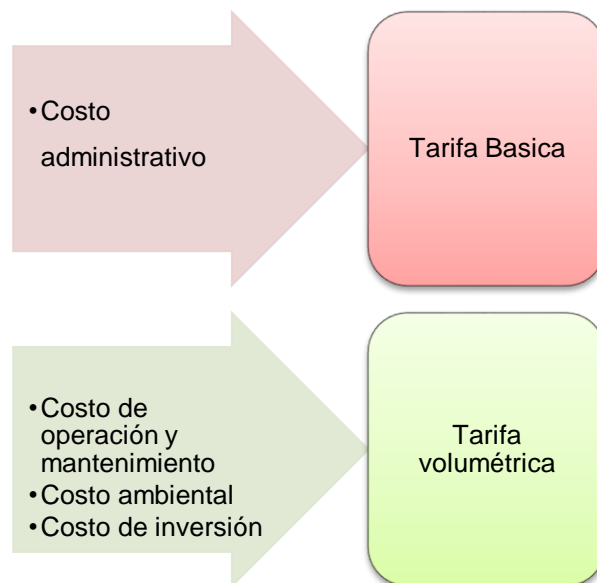 •Costo
administrativo
Tarifa Basica
•Costo de
operación y
mantenimiento
•Costo ambiental
•Costo de inversión
Tarifa
volumétrica